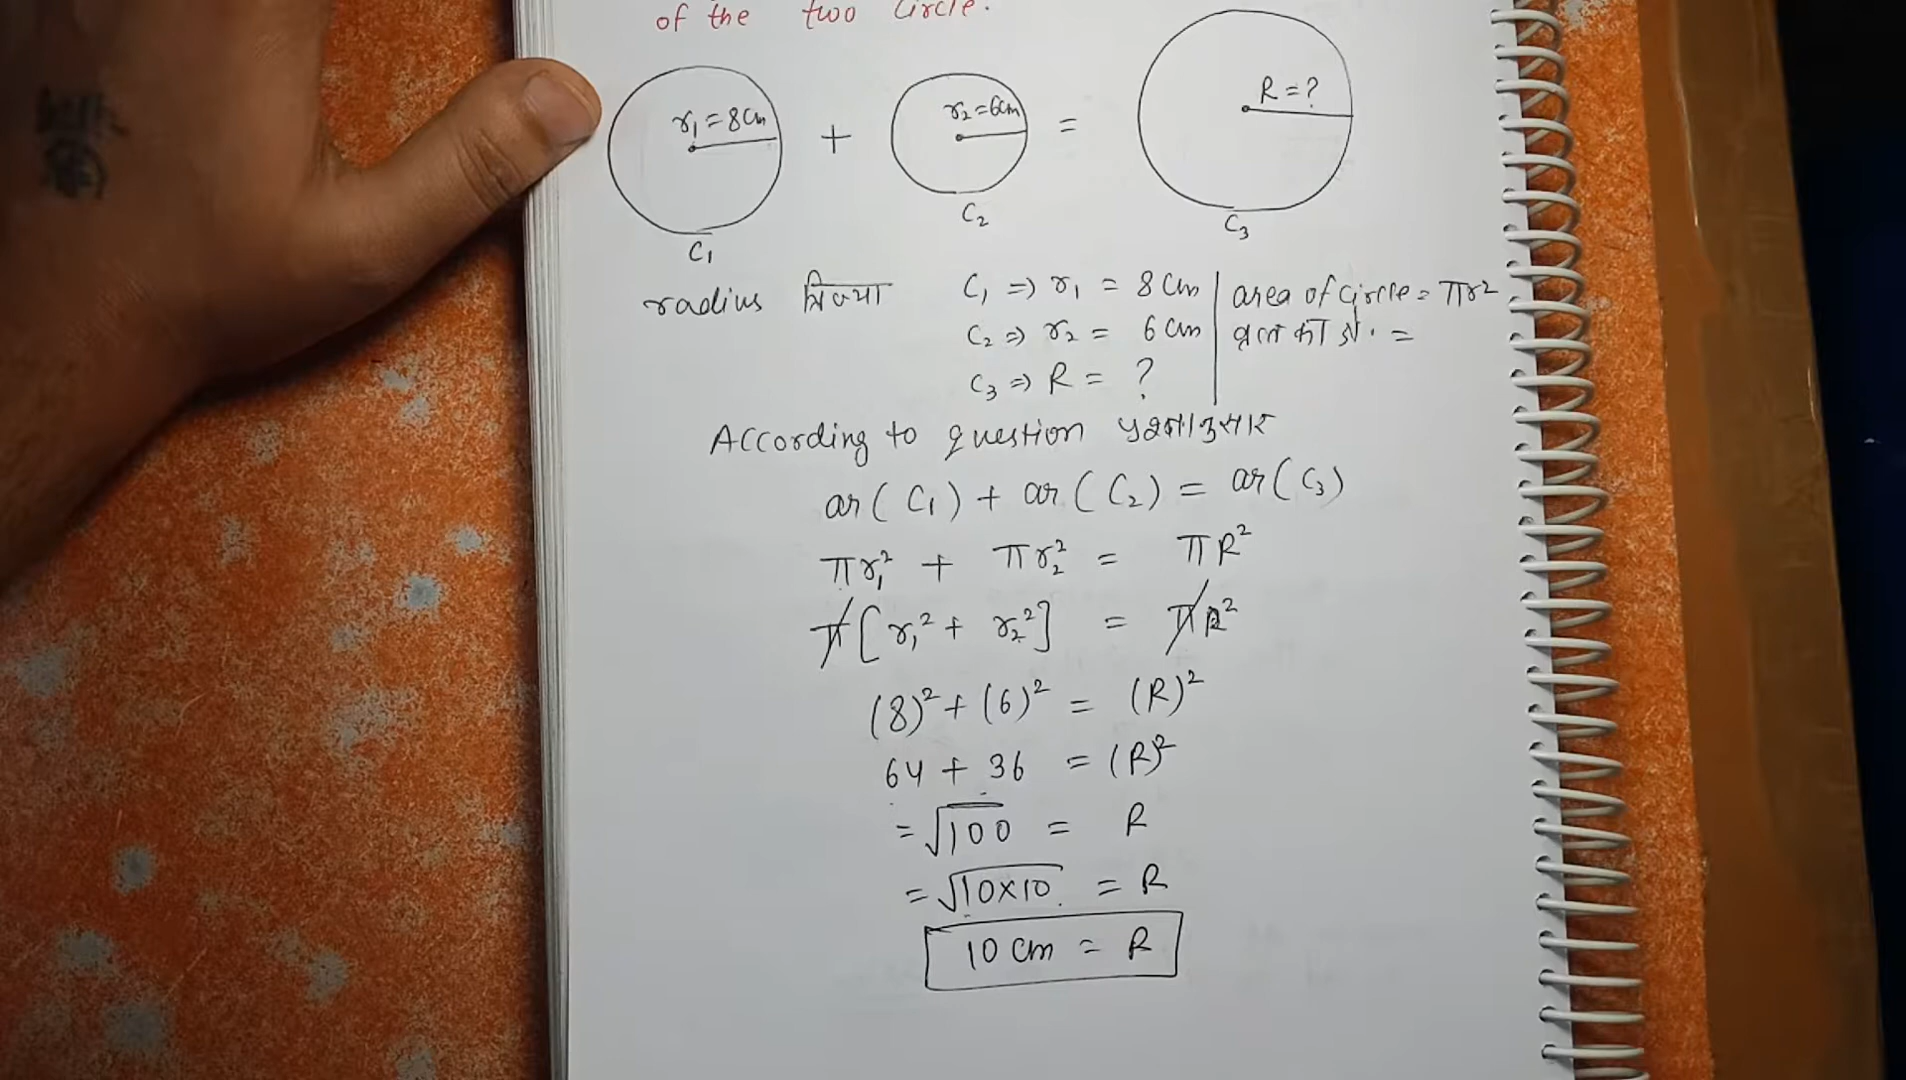 of the two Circle.
r₁ = 8 Cm
+
r₂ = 6Cm
=
R = ?
C₁
C₂
C₃
radius त्रिज्या
C₁ ⇒ r₁ = 8 Cm
C₂ ⇒ r₂ = 6 Cm
C₃ ⇒ R = ?
area of Circle = πr²
वृत्त का क्षे. =
According to question प्रश्नानुसार
ar ( C₁ ) + ar ( C₂ ) = ar ( C₃ )
πr₁² + πr₂² = πR²
π [ r₁² + r₂² ] = πR²
(8)² + (6)² = (R)²
64 + 36 = (R)²
= √100 = R
= √10×10 = R
10 Cm = R